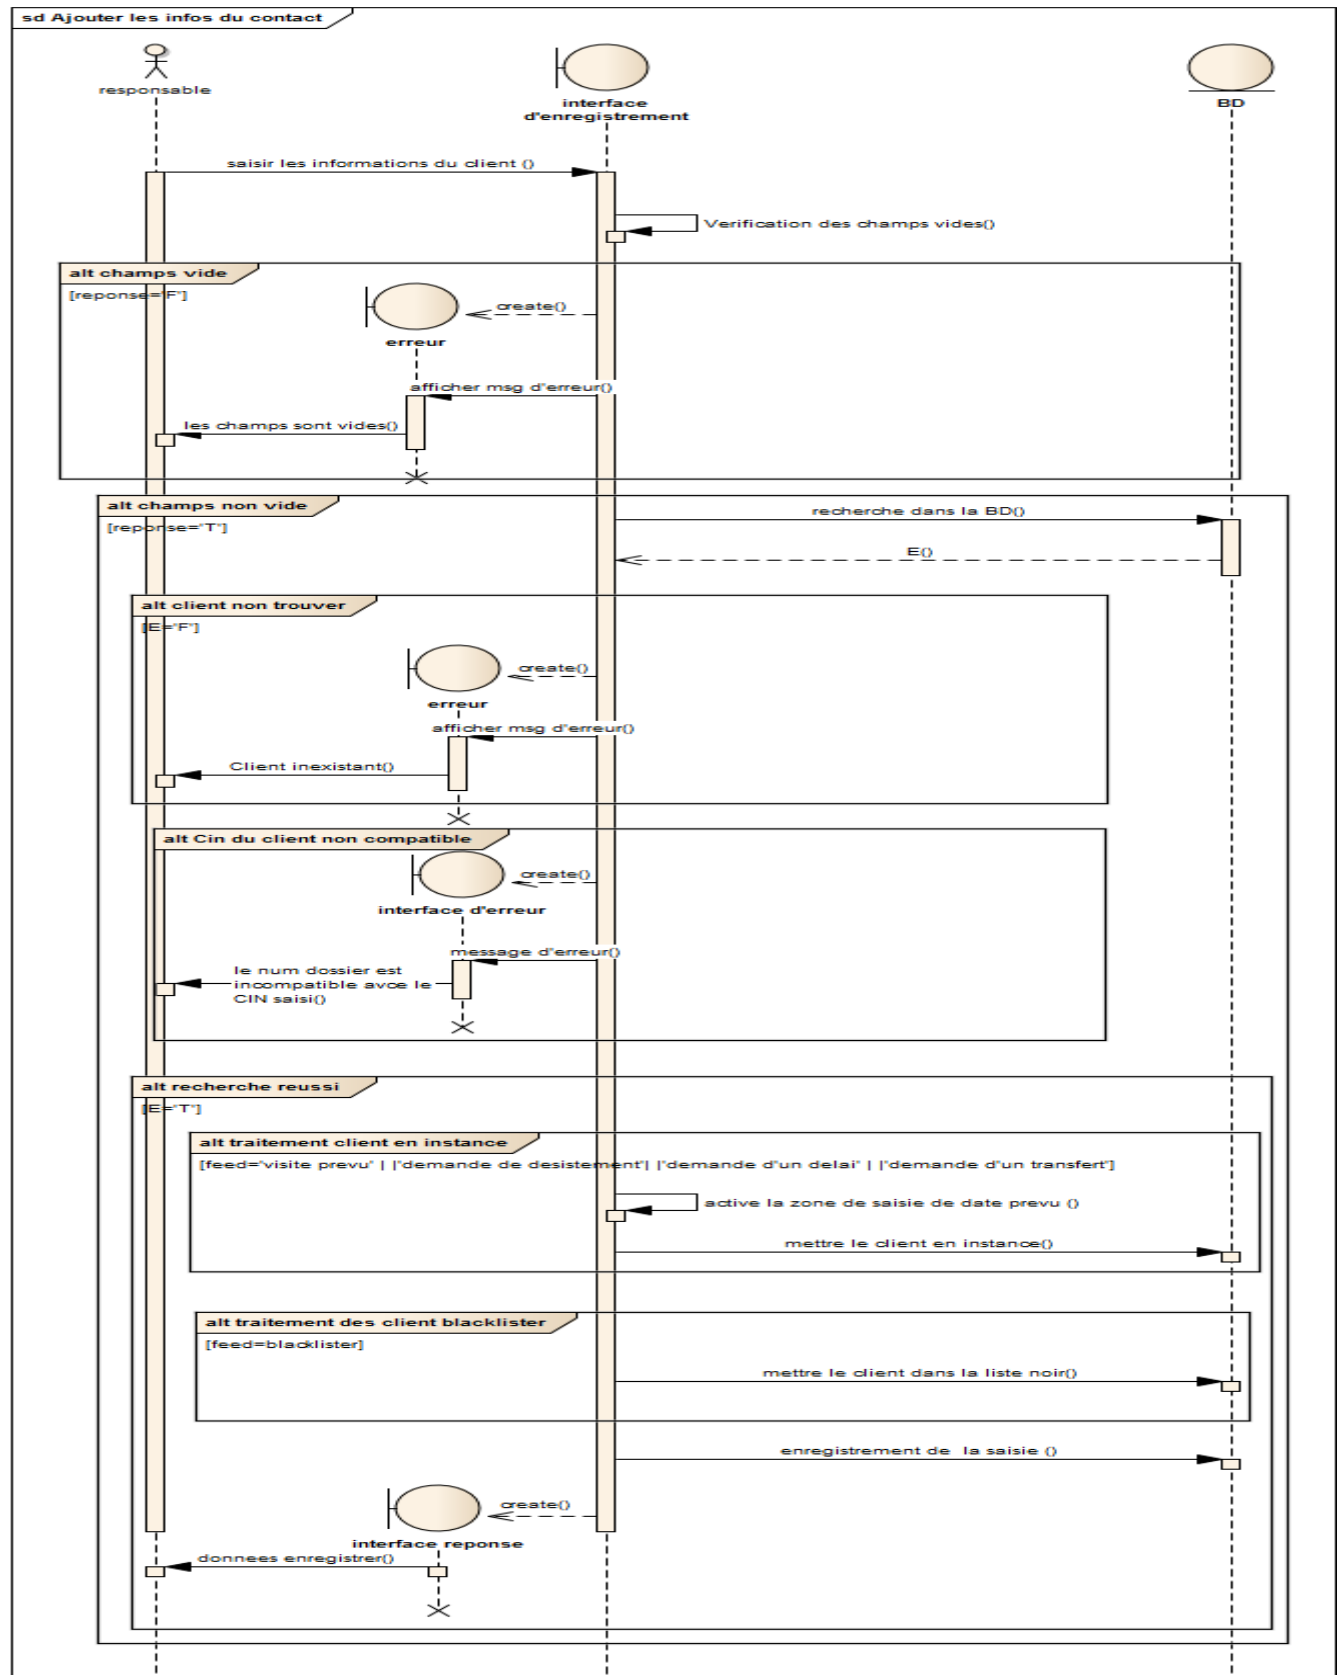 sd Ajouter les infos du contact
responsable
interface
d'enregistrement
BD
saisir les informations du client ()
Verification des champs vides()
alt champs vide
[reponse="F"]
create()
erreur
afficher msg d'erreur()
les champs sont vides()
alt champs non vide
[reponse="T"]
recherche dans la BD()
E()
alt client non trouver
[E="F"]
create()
erreur
afficher msg d'erreur()
Client inexistant()
alt Cin du client non compatible
create()
interface d'erreur
message d'erreur()
le num dossier est
incompatible avce le
CIN saisi()
alt recherche reussi
[E="T"]
alt traitement client en instance
[feed="visite prevu" | |"demande de desistement"| |"demande d'un delai" | |"demande d'un transfert"]
active la zone de saisie de date prevu ()
mettre le client en instance()
alt traitement des client blacklister
[feed=blacklister]
mettre le client dans la liste noir()
enregistrement de  la saisie ()
create()
interface reponse
donnees enregistrer()